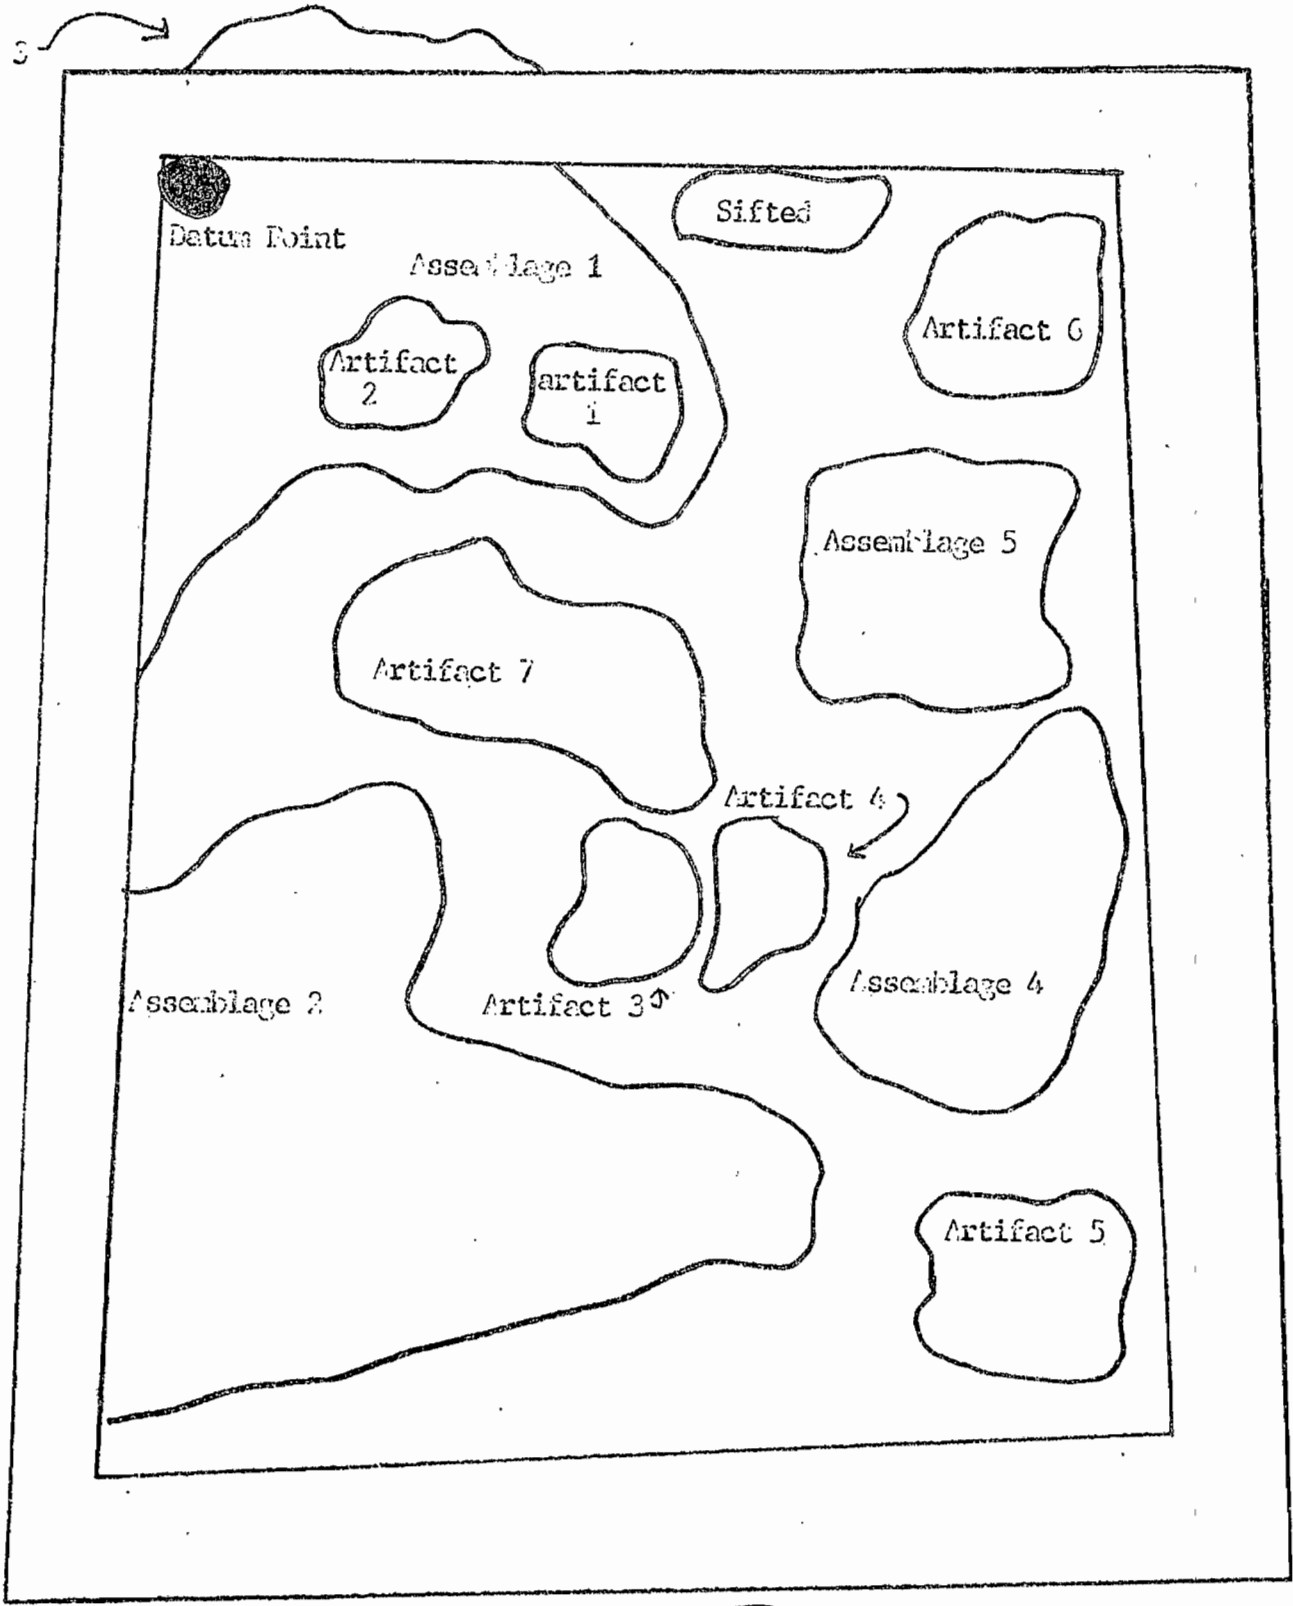 3
Datum Point
Sifted
Assemblage 1
Artifact 6
Artifact
2
artifact
1
Assemblage 5
Artifact 7
Artifact 4
Assemblage 2
Artifact 3
Assemblage 4
Artifact 5